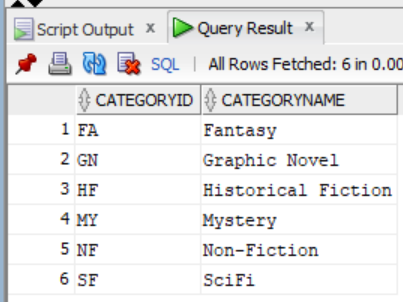 Script Output x Query Result x
SQL | All Rows Fetched: 6 in 0.00
CATEGORYID CATEGORYNAME
1 FA Fantasy
2 GN Graphic Novel
3 HF Historical Fiction
4 MY Mystery
5 NF Non-Fiction
6 SF SciFi